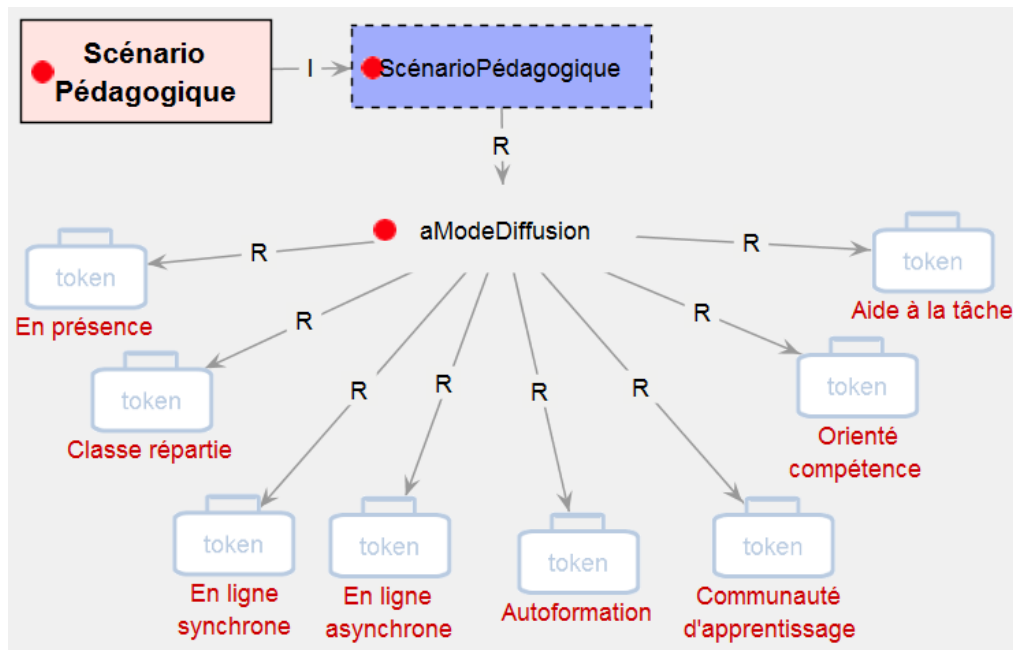 Scénario
Pédagogique
I
ScénarioPédagogique
R
aModeDiffusion
R
token
En présence
R
token
Classe répartie
R
token
En ligne
synchrone
R
token
En ligne
asynchrone
R
token
Autoformation
R
token
Communauté
d'apprentissage
R
token
Orienté
compétence
R
token
Aide à la tâche